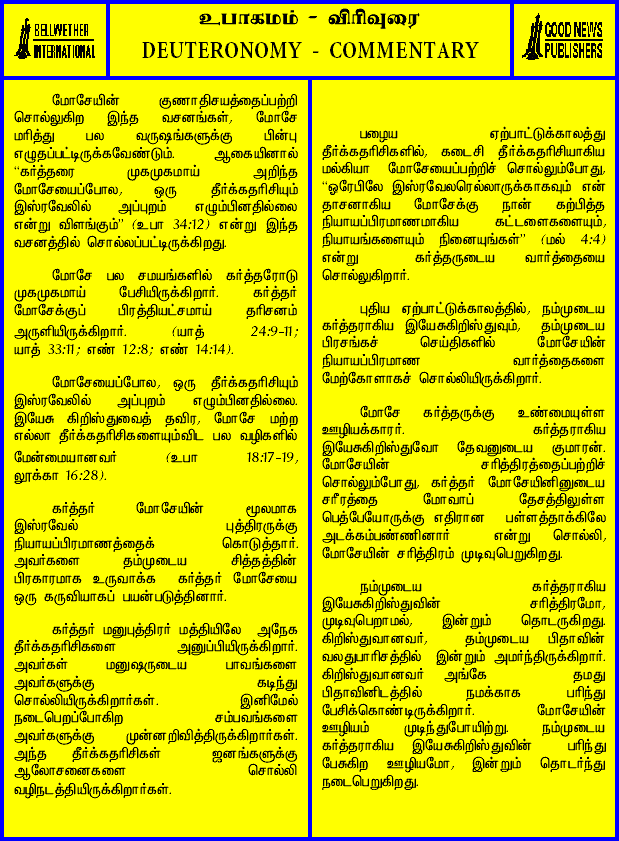 BELLWETHER
INTERNATIONAL
உபாகமம் - விரிவுரை
DEUTERONOMY - COMMENTARY
GOOD NEWS
PUBLISHERS
மோசேயின் குணாதிசயத்தைப்பற்றி
சொல்லுகிற இந்த வசனங்கள், மோசே
மரித்து பல வருஷங்களுக்கு பின்பு
எழுதப்பட்டிருக்கவேண்டும். ஆகையினால்
“கர்த்தரை முகமுகமாய் அறிந்த
மோசேயைப்போல, ஒரு தீர்க்கதரிசியும்
இஸ்ரவேலில் அப்புறம் எழும்பினதில்லை
என்று விளங்கும்” (உபா 34:12) என்று இந்த
வசனத்தில் சொல்லப்பட்டிருக்கிறது.
மோசே பல சமயங்களில் கர்த்தரோடு
முகமுகமாய் பேசியிருக்கிறார். கர்த்தர்
மோசேக்குப் பிரத்தியட்சமாய் தரிசனம்
அருளியிருக்கிறார். (யாத் 24:9-11;
யாத் 33:11; எண் 12:8; எண் 14:14).
மோசேயைப்போல, ஒரு தீர்க்கதரிசியும்
இஸ்ரவேலில் அப்புறம் எழும்பினதில்லை.
இயேசு கிறிஸ்துவைத் தவிர, மோசே மற்ற
எல்லா தீர்க்கதரிசிகளையும்விட பல வழிகளில்
மேன்மையானவர் (உபா 18:17-19,
லூக்கா 16:28).
கர்த்தர் மோசேயின் மூலமாக
இஸ்ரவேல் புத்திரருக்கு
நியாயப்பிரமாணத்தைக் கொடுத்தார்.
அவர்களை தம்முடைய சித்தத்தின்
பிரகாரமாக உருவாக்க கர்த்தர் மோசேயை
ஒரு கருவியாகப் பயன்படுத்தினார்.
கர்த்தர் மனுபுத்திரர் மத்தியிலே அநேக
தீர்க்கதரிசிகளை அனுப்பியிருக்கிறார்.
அவர்கள் மனுஷருடைய பாவங்களை
அவர்களுக்கு கடிந்து
சொல்லியிருக்கிறார்கள். இனிமேல்
நடைபெறப்போகிற சம்பவங்களை
அவர்களுக்கு முன்னறிவித்திருக்கிறார்கள்.
அந்த தீர்க்கதரிசிகள் ஜனங்களுக்கு
ஆலோசனைகளை சொல்லி
வழிநடத்தியிருக்கிறார்கள்.
பழைய ஏற்பாட்டுக்காலத்து
தீர்க்கதரிசிகளில், கடைசி தீர்க்கதரிசியாகிய
மல்கியா மோசேயைப்பற்றிச் சொல்லும்போது,
“ஒரேபிலே இஸ்ரவேலரெல்லாருக்காகவும் என்
தாசனாகிய மோசேக்கு நான் கற்பித்த
நியாயப்பிரமாணமாகிய கட்டளைகளையும்,
நியாயங்களையும் நினையுங்கள்” (மல் 4:4)
என்று கர்த்தருடைய வார்த்தையை
சொல்லுகிறார்.
புதிய ஏற்பாட்டுக்காலத்தில், நம்முடைய
கர்த்தராகிய இயேசுகிறிஸ்துவும், தம்முடைய
பிரசங்கச் செய்திகளில் மோசேயின்
நியாயப்பிரமாண வார்த்தைகளை
மேற்கோளாகச் சொல்லியிருக்கிறார்.
மோசே கர்த்தருக்கு உண்மையுள்ள
ஊழியக்காரர். கர்த்தராகிய
இயேசுகிறிஸ்துவோ தேவனுடைய குமாரன்.
மோசேயின் சரித்திரத்தைப்பற்றிச்
சொல்லும்போது, கர்த்தர் மோசேயினினுடைய
சரீரத்தை மோவாப் தேசத்திலுள்ள
பெத்பேயோருக்கு எதிரான பள்ளத்தாக்கிலே
அடக்கம்பண்ணினார் என்று சொல்லி,
மோசேயின் சரித்திரம் முடிவுபெறுகிறது.
நம்முடைய கர்த்தராகிய
இயேசுகிறிஸ்துவின் சரித்திரமோ,
முடிவுபெறாமல், இன்றும் தொடருகிறது.
கிறிஸ்துவானவர், தம்முடைய பிதாவின்
வலதுபாரிசத்தில் இன்றும் அமர்ந்திருக்கிறார்.
கிறிஸ்துவானவர் அங்கே தமது
பிதாவினிடத்தில் நமக்காக பரிந்து
பேசிக்கொண்டிருக்கிறார். மோசேயின்
ஊழியம் முடிந்துபோயிற்று. நம்முடைய
கர்த்தராகிய இயேசுகிறிஸ்துவின் பரிந்து
பேசுகிற ஊழியமோ, இன்றும் தொடர்ந்து
நடைபெறுகிறது.